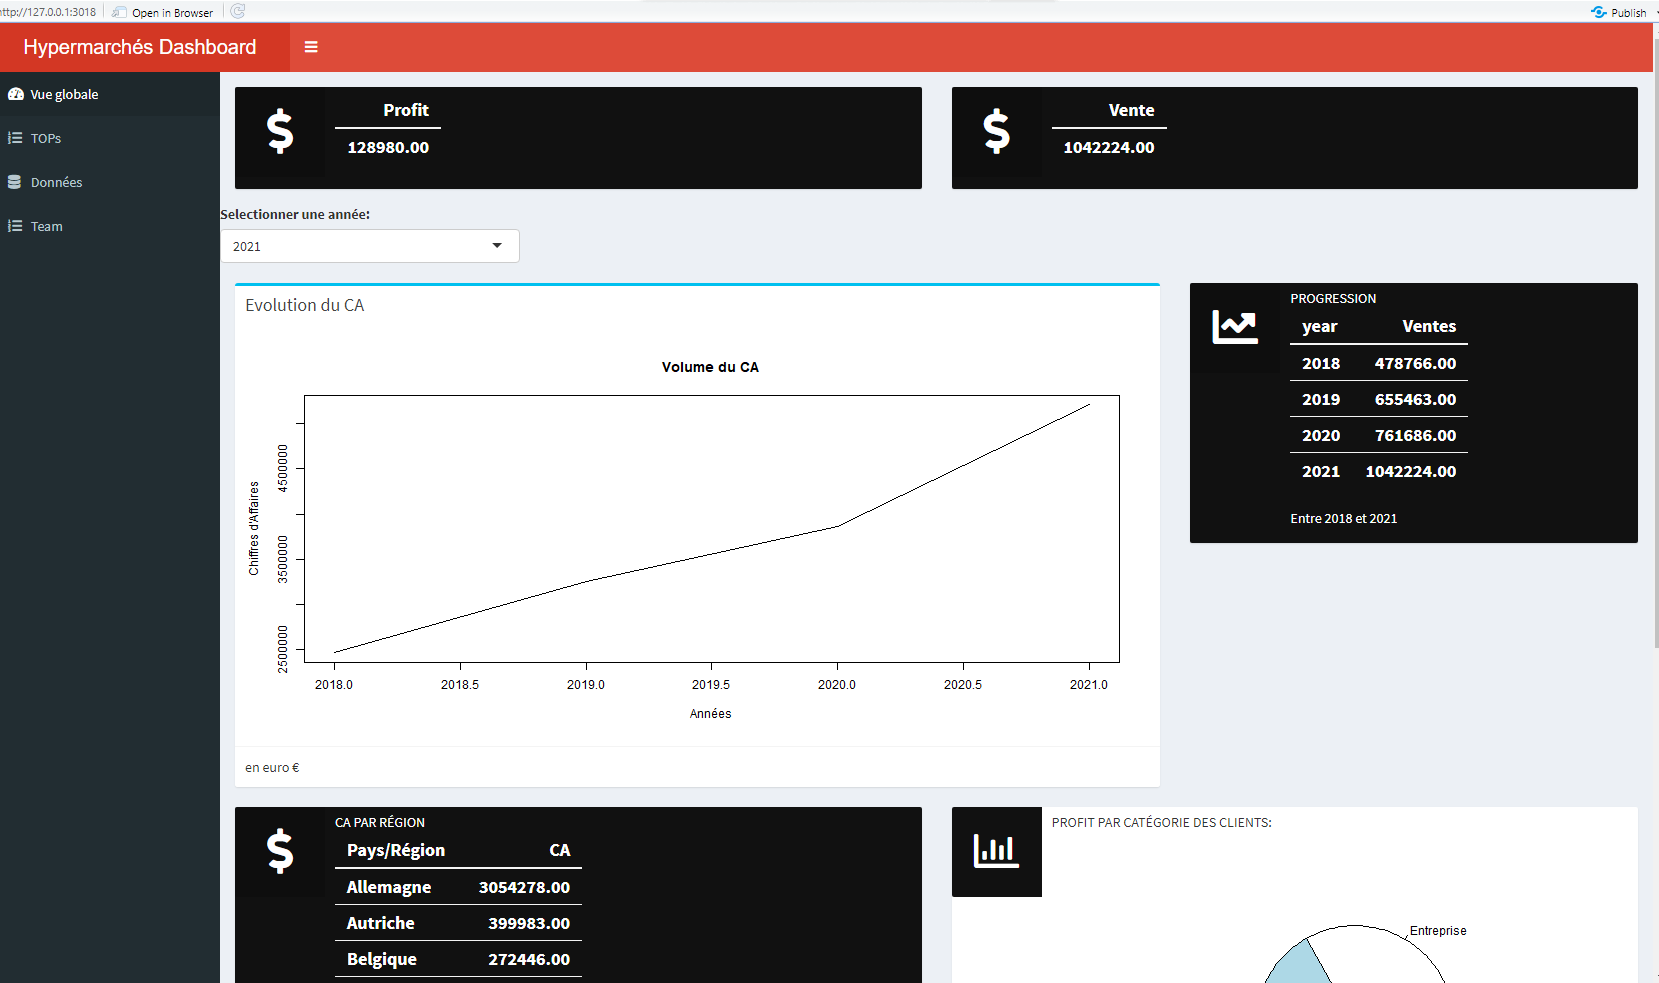 http://127.0.0.1:3018 Open in Browser Publish
Hypermarchés Dashboard
Vue globale
TOPs
Données
Team
Profit
128980.00
Vente
1042224.00
Selectionner une année:
2021
Evolution du CA
Volume du CA
Chiffres d'Affaires
2500000 3500000 4500000
2018.0 2018.5 2019.0 2019.5 2020.0 2020.5 2021.0
Années
en euro €
PROGRESSION
year Ventes
2018 478766.00
2019 655463.00
2020 761686.00
2021 1042224.00
Entre 2018 et 2021
CA PAR RÉGION
Pays/Région CA
Allemagne 3054278.00
Autriche 399983.00
Belgique 272446.00
PROFIT PAR CATÉGORIE DES CLIENTS:
Entreprise